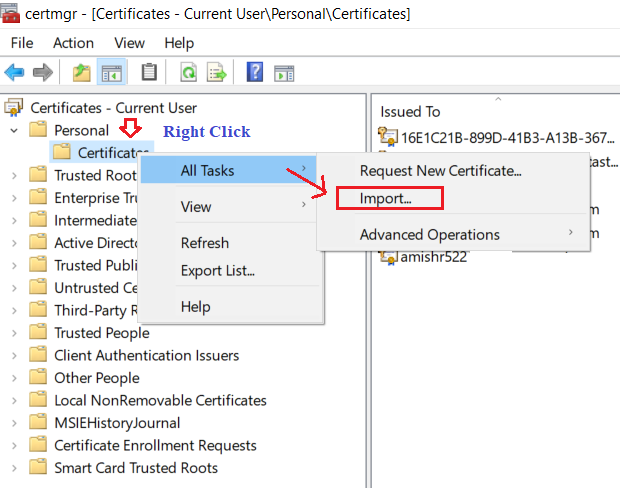 certmgr - [Certificates - Current User\Personal\Certificates]
File Action View Help
Certificates - Current User
Personal
Right Click
Certificates
Trusted Root
Enterprise Tru
Intermediate
Active Direct
Trusted Publi
Untrusted Ce
Third-Party R
Trusted People
Client Authentication Issuers
Other People
Local NonRemovable Certificates
MSIEHistoryJournal
Certificate Enrollment Requests
Smart Card Trusted Roots
All Tasks
View
Refresh
Export List...
Help
Request New Certificate...
Import...
Advanced Operations
Issued To
16E1C21B-899D-41B3-A13B-367...
tast...
m
m
amishr522